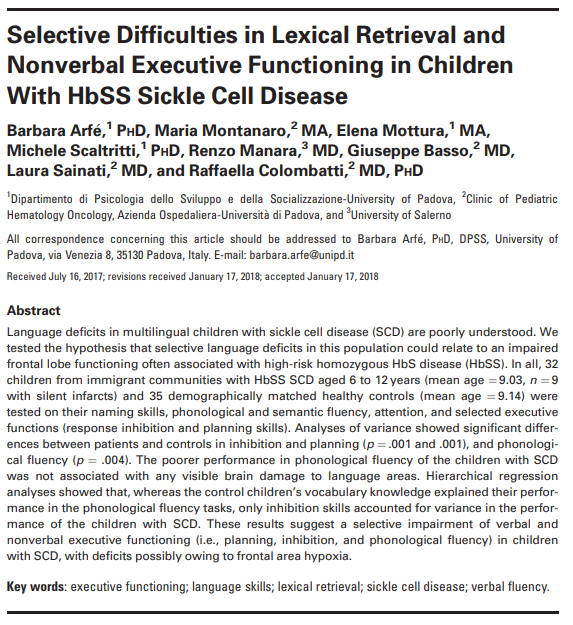 Selective Difficulties in Lexical Retrieval and
Nonverbal Executive Functioning in Children
With HbSS Sickle Cell Disease
Barbara Arfé,1 PHD, Maria Montanaro,2 MA, Elena Mottura,1 MA,
Michele Scaltritti,1 PHD, Renzo Manara,3 MD, Giuseppe Basso,2 MD,
Laura Sainati,2 MD, and Raffaella Colombatti,2 MD, PHD
1Dipartimento di Psicologia dello Sviluppo e della Socializzazione-University of Padova, 2Clinic of Pediatric
Hematology Oncology, Azienda Ospedaliera-Università di Padova, and 3University of Salerno
All correspondence concerning this article should be addressed to Barbara Arfé, PHD, DPSS, University of
Padova, via Venezia 8, 35130 Padova, Italy. E-mail: barbara.arfe@unipd.it
Received July 16, 2017; revisions received January 17, 2018; accepted January 17, 2018
Abstract
Language deficits in multilingual children with sickle cell disease (SCD) are poorly understood. We
tested the hypothesis that selective language deficits in this population could relate to an impaired
frontal lobe functioning often associated with high-risk homozygous HbS disease (HbSS). In all, 32
children from immigrant communities with HbSS SCD aged 6 to 12 years (mean age = 9.03, n = 9
with silent infarcts) and 35 demographically matched healthy controls (mean age = 9.14) were
tested on their naming skills, phonological and semantic fluency, attention, and selected executive
functions (response inhibition and planning skills). Analyses of variance showed significant differ-
ences between patients and controls in inhibition and planning (p = .001 and .001), and phonologi-
cal fluency (p = .004). The poorer performance in phonological fluency of the children with SCD
was not associated with any visible brain damage to language areas. Hierarchical regression
analyses showed that, whereas the control children's vocabulary knowledge explained their perfor-
mance in the phonological fluency tasks, only inhibition skills accounted for variance in the perfor-
mance of the children with SCD. These results suggest a selective impairment of verbal and
nonverbal executive functioning (i.e., planning, inhibition, and phonological fluency) in children
with SCD, with deficits possibly owing to frontal area hypoxia.
Key words: executive functioning; language skills; lexical retrieval; sickle cell disease; verbal fluency.